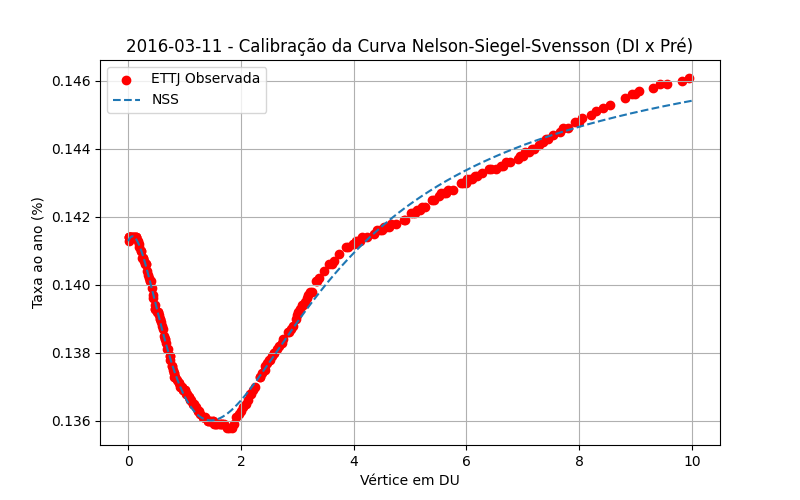 2016-03-11 - Calibração da Curva Nelson-Siegel-Svensson (DI x Pré)
ETTJ Observada
NSS
Taxa ao ano (%)
0.146
0.144
0.142
0.140
0.138
0.136
0 2 4 6 8 10
Vértice em DU